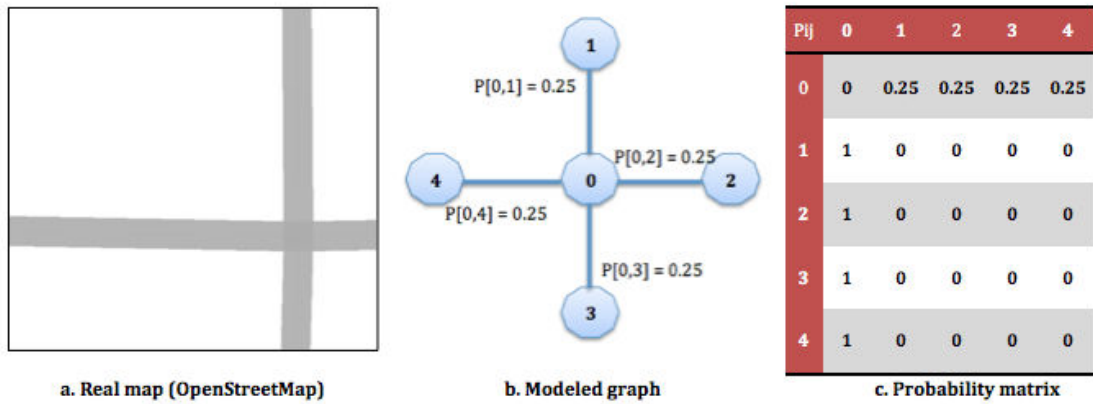 1
P[0,1] = 0.25
P[0,2] = 0.25
4
0
2
P[0,4] = 0.25
P[0,3] = 0.25
3
Pij 0 1 2 3 4
0 0 0.25 0.25 0.25 0.25
1 1 0 0 0 0
2 1 0 0 0 0
3 1 0 0 0 0
4 1 0 0 0 0
a. Real map (OpenStreetMap)
b. Modeled graph
c. Probability matrix